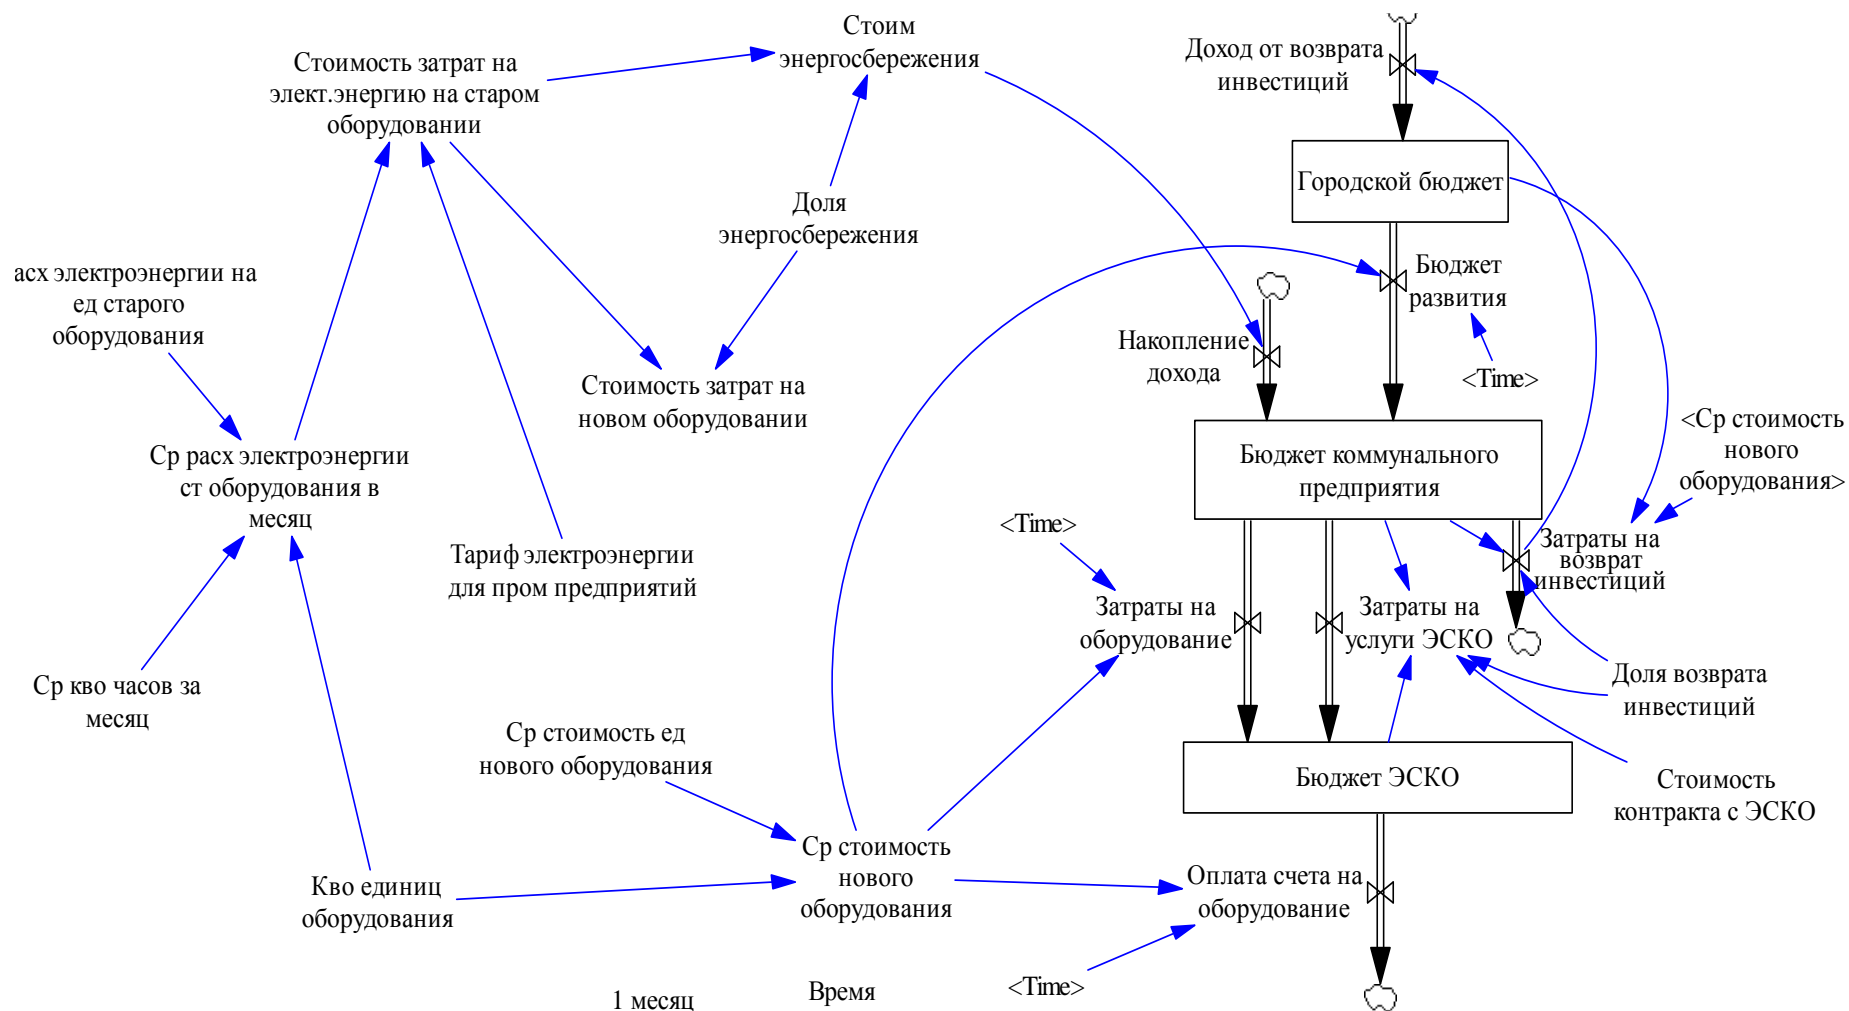 Стоим
энергосбережения
Стоимость затрат на
элект.энергию на старом
оборудовании
Доход от возврата
инвестиций
Городской бюджет
Доля
энергосбережения
асх электроэнергии на
ед старого
оборудования
Бюджет
развития
Накопление
дохода
<Time>
Стоимость затрат на
новом оборудовании
<Ср стоимость
нового
оборудования>
Ср расх электроэнергии
ст оборудования в
месяц
Бюджет коммунального
предприятия
<Time>
Тариф электроэнергии
для пром предприятий
Затраты на
возврат
инвестиций
Затраты на
оборудование
Затраты на
услуги ЭСКО
Ср кво часов за
месяц
Доля возврата
инвестиций
Ср стоимость ед
нового оборудования
Бюджет ЭСКО
Стоимость
контракта с ЭСКО
Ср стоимость
нового
оборудования
Кво единиц
оборудования
Оплата счета на
оборудование
<Time>
1 месяц
Время